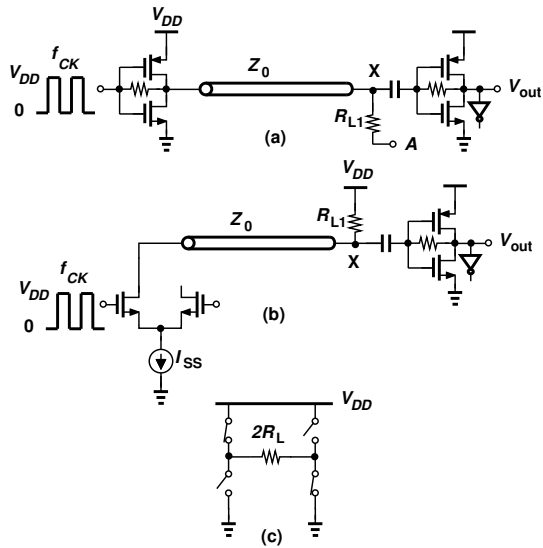 V_DD
f_CK
V_DD
0
Z_0
X
R_L1
A
V_out
(a)
V_DD
R_L1
Z_0
X
V_out
f_CK
V_DD
0
I_SS
(b)
V_DD
2R_L
(c)